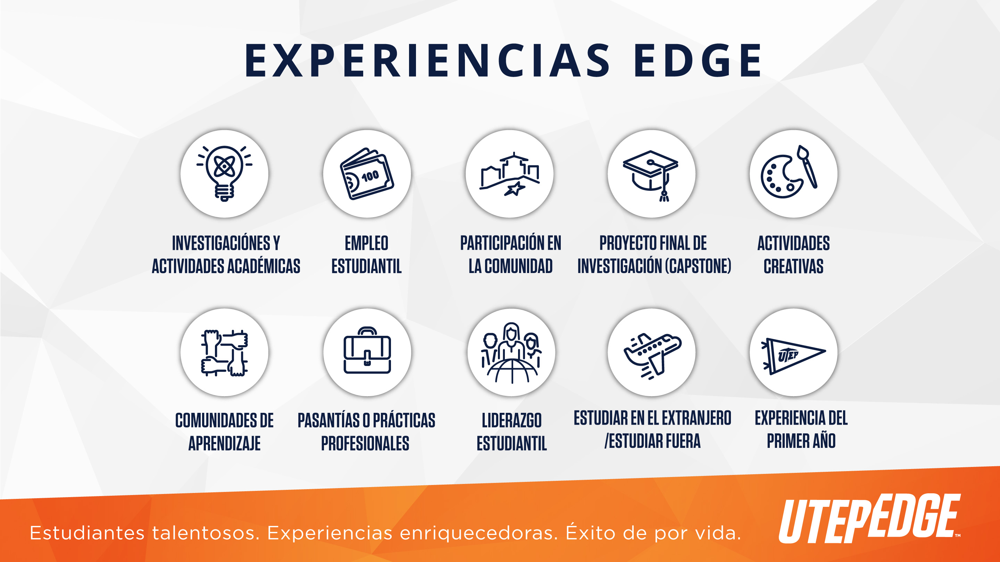 EXPERIENCIAS EDGE
100
INVESTIGACIÓNES Y
ACTIVIDADES ACADÉMICAS
EMPLEO
ESTUDIANTIL
PARTICIPACIÓN EN
LA COMUNIDAD
PROYECTO FINAL DE
INVESTIGACIÓN (CAPSTONE)
ACTIVIDADES
CREATIVAS
UTEP
COMUNIDADES DE
APRENDIZAJE
PASANTÍAS O PRÁCTICAS
PROFESIONALES
LIDERAZGO
ESTUDIANTIL
ESTUDIAR EN EL EXTRANJERO
/ESTUDIAR FUERA
EXPERIENCIA DEL
PRIMER AÑO
Estudiantes talentosos. Experiencias enriquecedoras. Éxito de por vida.
UTEPEDGE™